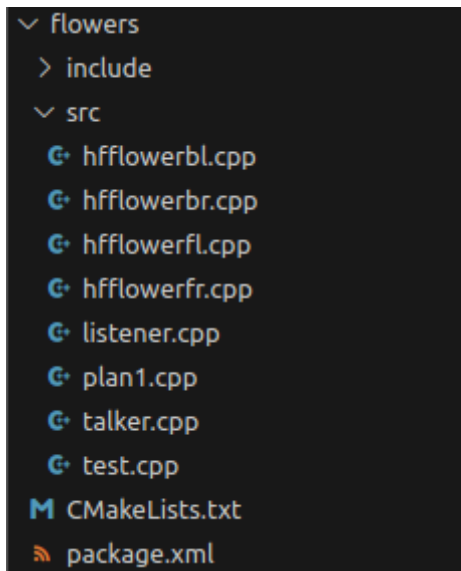 flowers
include
src
hfflowerbl.cpp
hfflowerbr.cpp
hfflowerfl.cpp
hfflowerfr.cpp
listener.cpp
plan1.cpp
talker.cpp
test.cpp
M CMakeLists.txt
package.xml